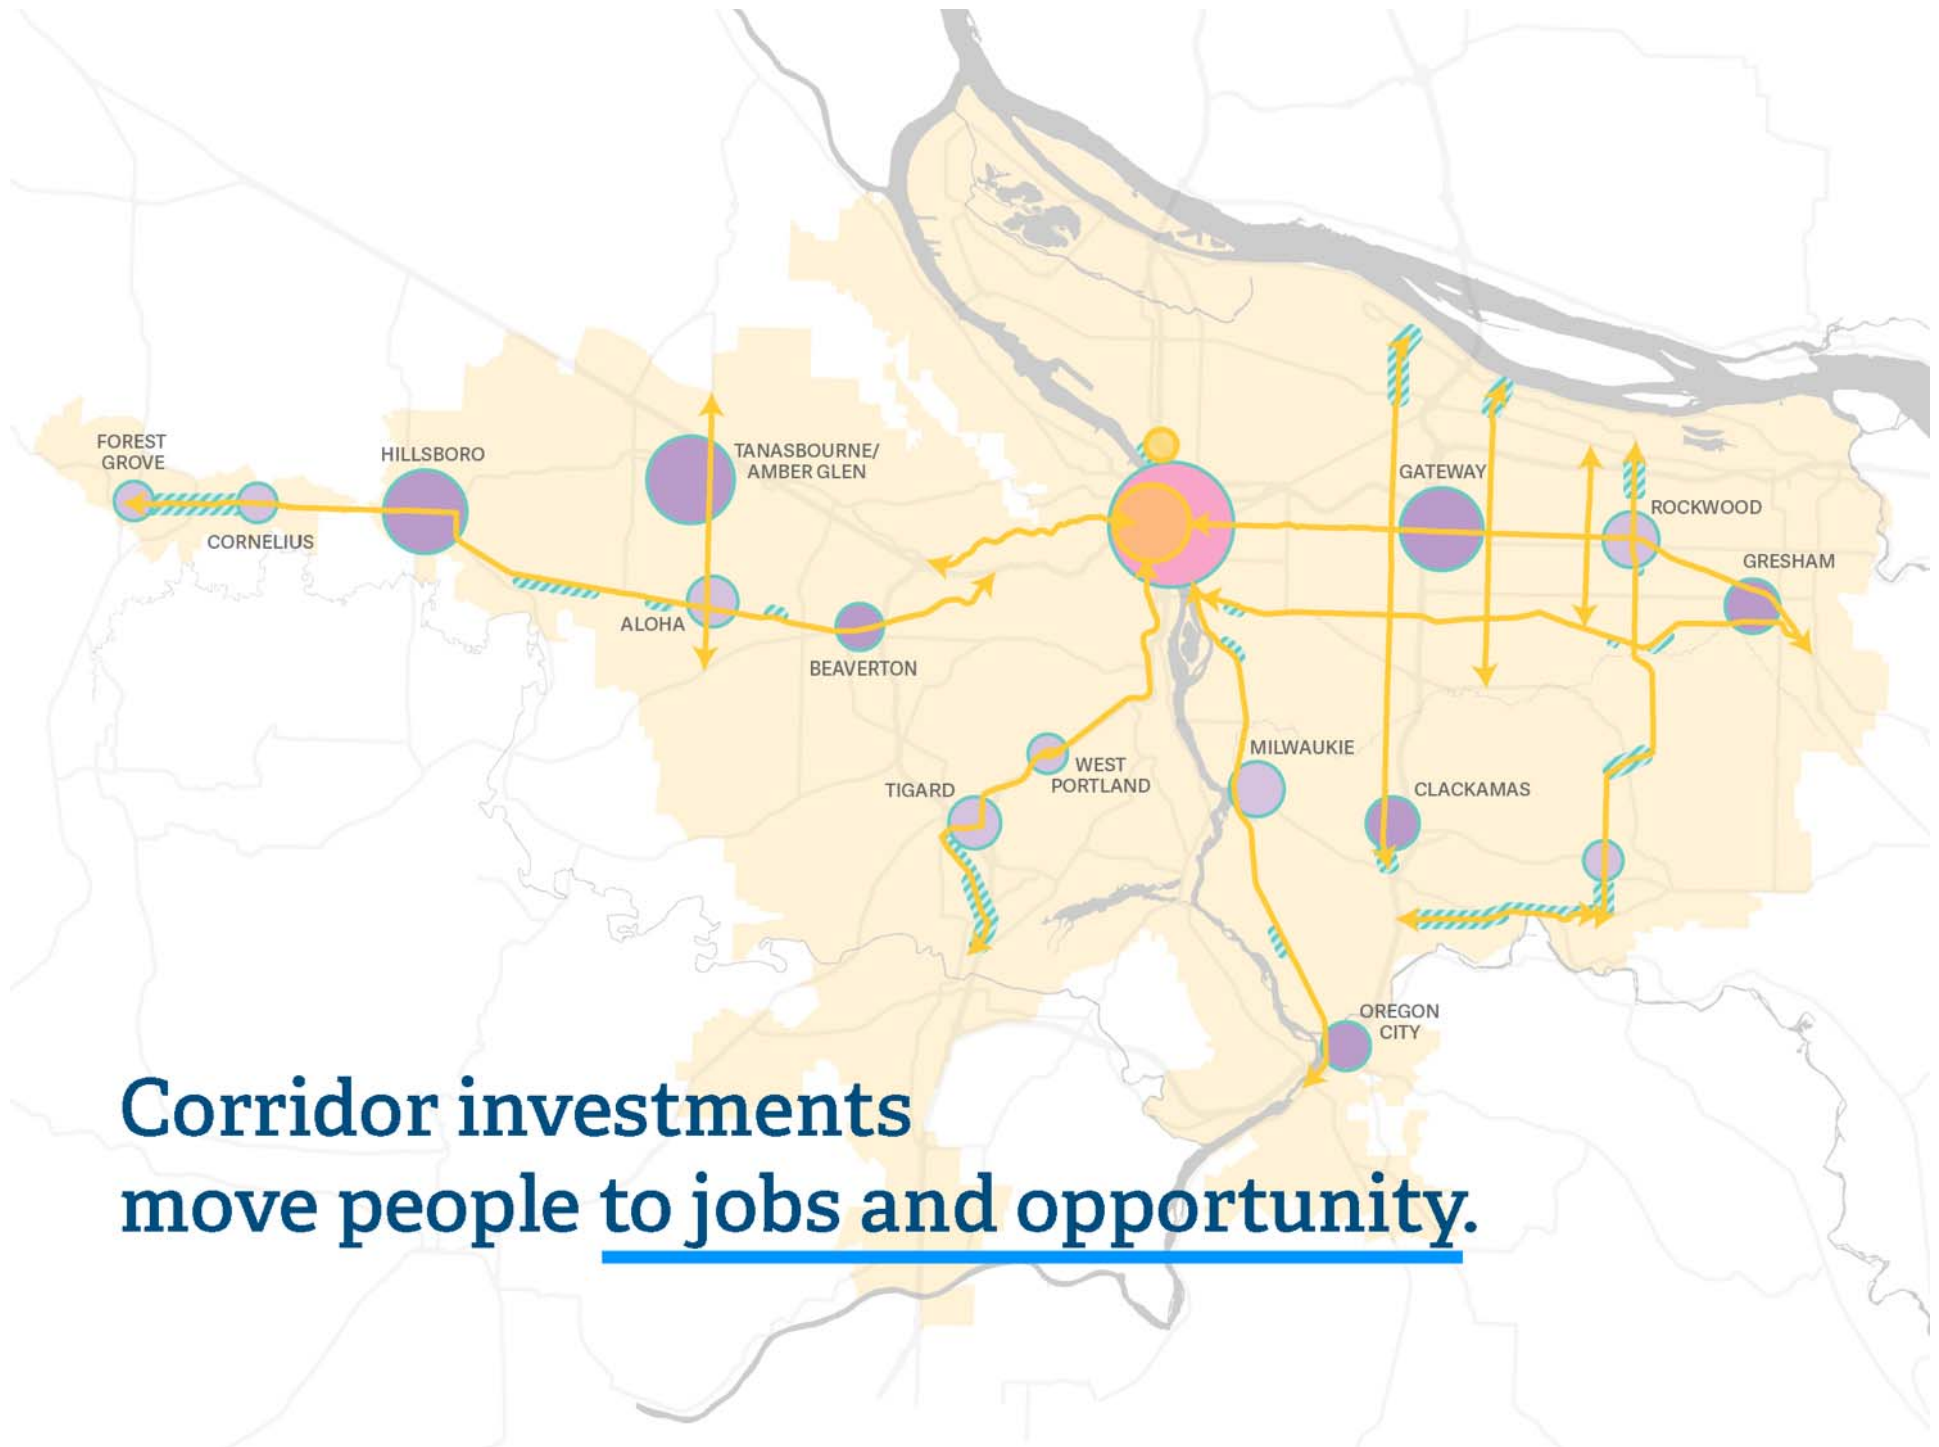 FOREST
GROVE
HILLSBORO
TANASBOURNE/
AMBER GLEN
GATEWAY
ROCKWOOD
CORNELIUS
GRESHAM
ALOHA
BEAVERTON
MILWAUKIE
WEST
PORTLAND
TIGARD
CLACKAMAS
OREGON
CITY
Corridor investments
move people to jobs and opportunity.